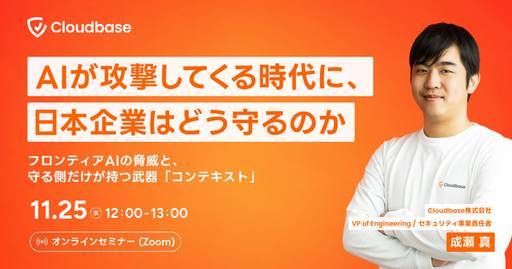 Cloudbase
AIが攻撃してくる時代に、
日本企業はどう守るのか
フロンティアAIの脅威と、
守る側だけが持つ武器「コンテキスト」
11.25 水 12:00-13:00
オンラインセミナー (Zoom)
Cloudbase
Cloudbase株式会社
VP of Engineering / セキュリティ事業責任者
成瀬 真